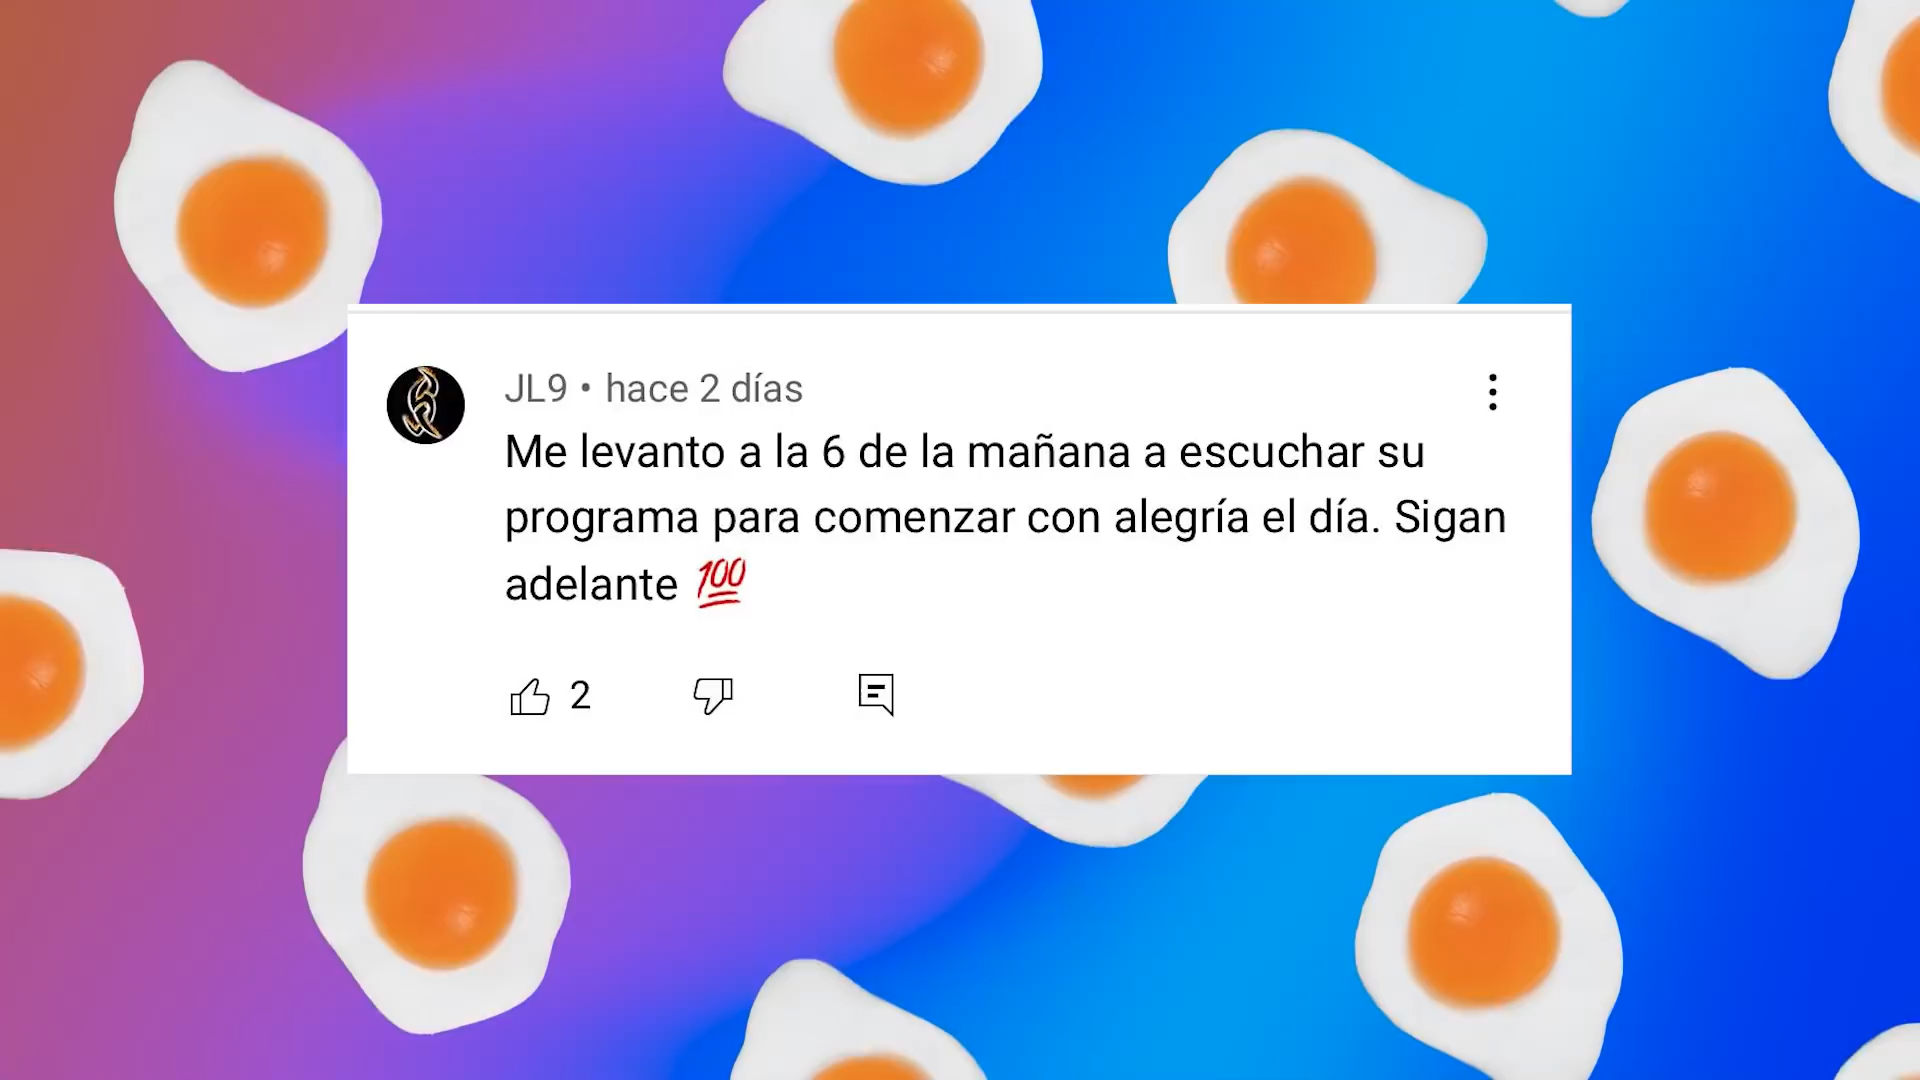 JL9 • hace 2 días
Me levanto a la 6 de la mañana a escuchar su
programa para comenzar con alegría el día. Sigan
adelante 💯
2